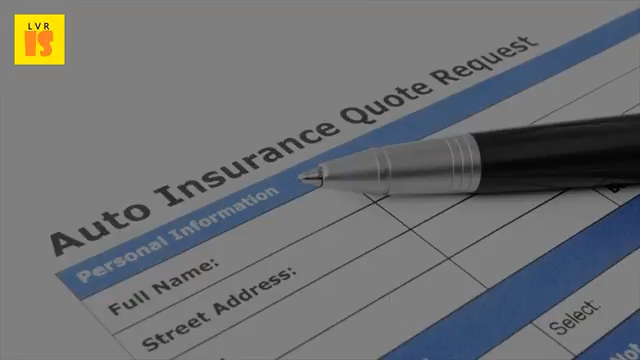 LVR
IS
Auto Insurance Quote Request
Personal Information
Full Name:
Street Address:
Select: